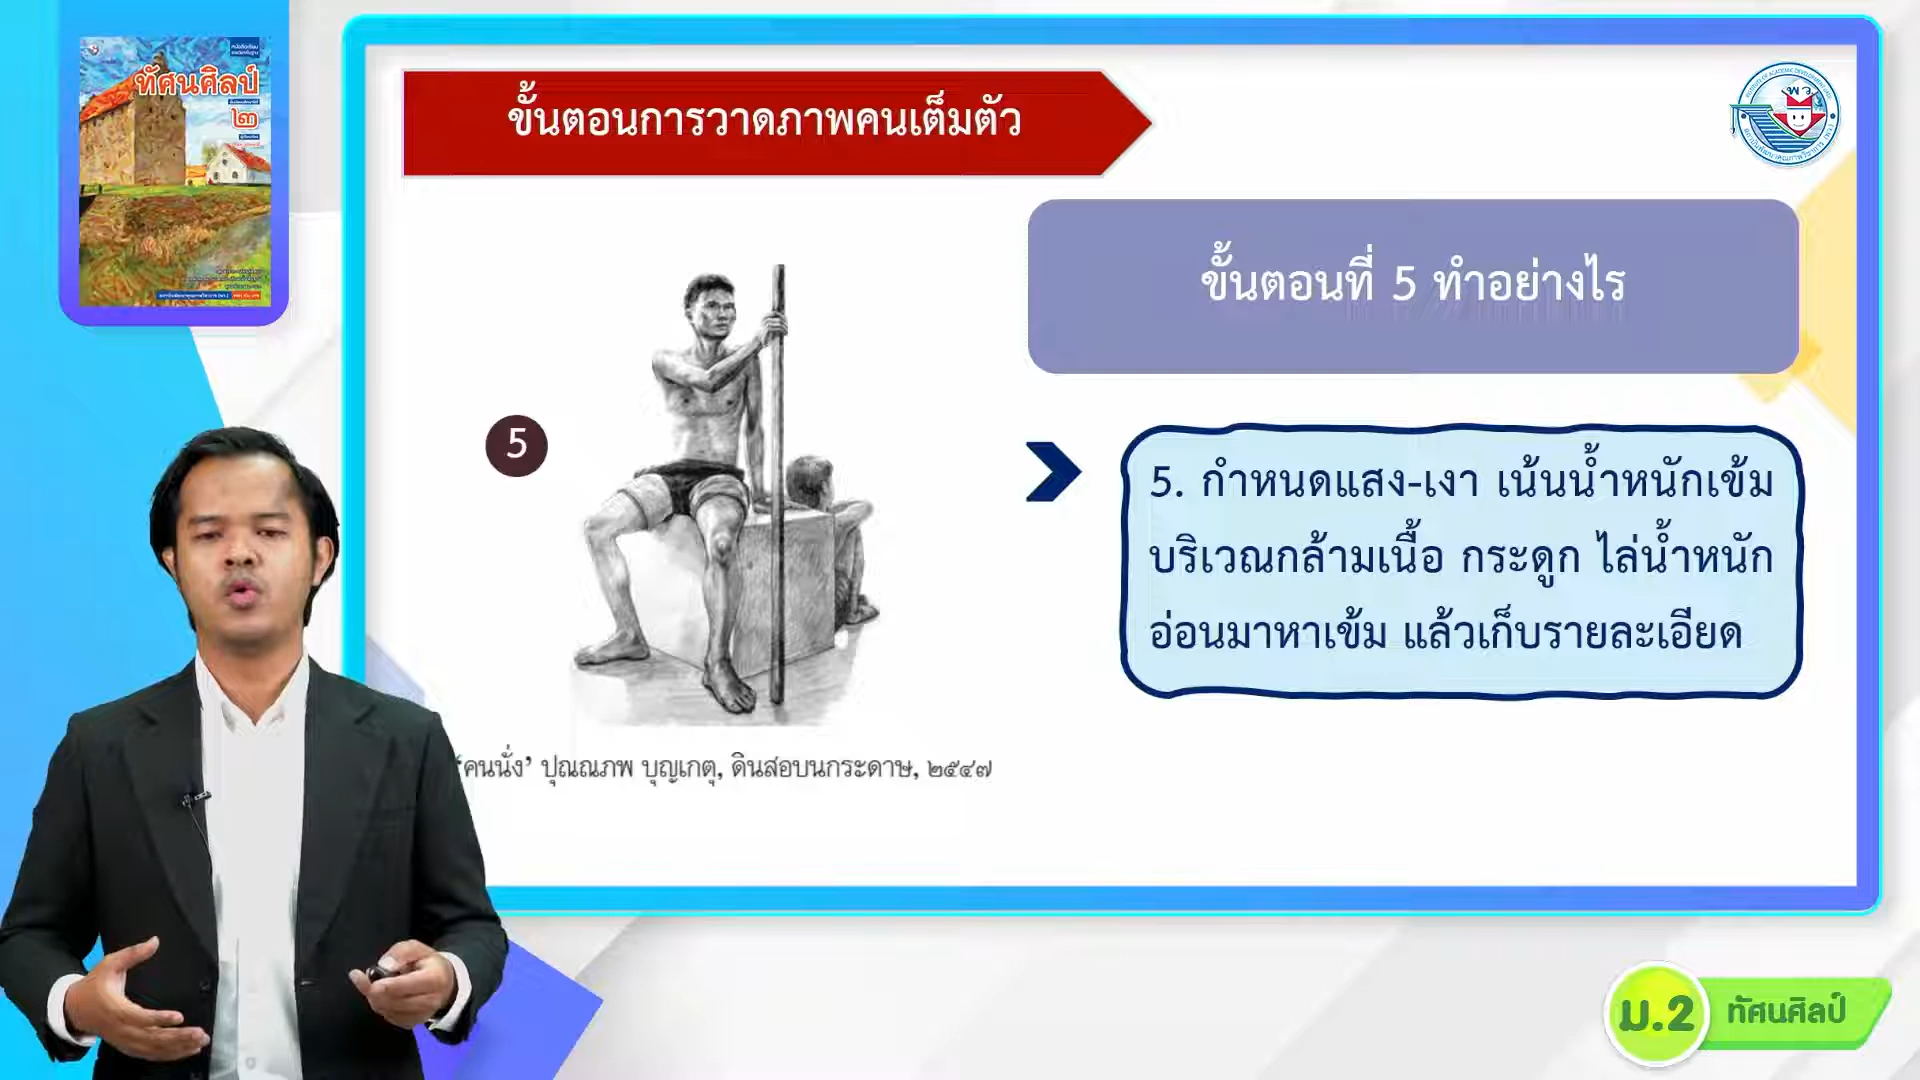 ทัศนศิลป์
๒
ขั้นตอนการวาดภาพคนเต็มตัว
พว
ขั้นตอนที่ 5 ทำอย่างไร
5
5. กำหนดแสง-เงา เน้นน้ำหนักเข้ม
บริเวณกล้ามเนื้อ กระดูก ไล่น้ำหนัก
อ่อนมาหาเข้ม แล้วเก็บรายละเอียด
‘คนนั่ง’ ปุณณภพ บุญเกตุ, ดินสอบนกระดาษ, ๒๕๔๗
ม.2 ทัศนศิลป์